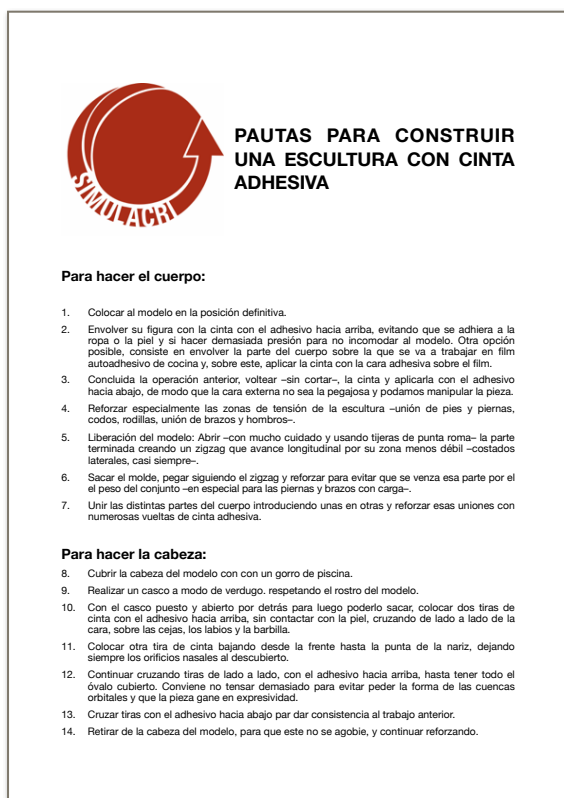 SIMULACRI
PAUTAS PARA CONSTRUIR
UNA ESCULTURA CON CINTA
ADHESIVA
Para hacer el cuerpo:
1. Colocar al modelo en la posición definitiva.
2. Envolver su figura con la cinta con el adhesivo hacia arriba, evitando que se adhiera a la
ropa o la piel y si hacer demasiada presión para no incomodar al modelo. Otra opción
posible, consiste en envolver la parte del cuerpo sobre la que se va a trabajar en film
autoadhesivo de cocina y, sobre este, aplicar la cinta con la cara adhesiva sobre el film.
3. Concluida la operación anterior, voltear –sin cortar–, la cinta y aplicarla con el adhesivo
hacia abajo, de modo que la cara externa no sea la pegajosa y podamos manipular la pieza.
4. Reforzar especialmente las zonas de tensión de la escultura –unión de pies y piernas,
codos, rodillas, unión de brazos y hombros–.
5. Liberación del modelo: Abrir –con mucho cuidado y usando tijeras de punta roma– la parte
terminada creando un zigzag que avance longitudinal por su zona menos débil –costados
laterales, casi siempre–.
6. Sacar el molde, pegar siguiendo el zigzag y reforzar para evitar que se venza esa parte por el
el peso del conjunto –en especial para las piernas y brazos con carga–.
7. Unir las distintas partes del cuerpo introduciendo unas en otras y reforzar esas uniones con
numerosas vueltas de cinta adhesiva.
Para hacer la cabeza:
8. Cubrir la cabeza del modelo con con un gorro de piscina.
9. Realizar un casco a modo de verdugo. respetando el rostro del modelo.
10. Con el casco puesto y abierto por detrás para luego poderlo sacar, colocar dos tiras de
cinta con el adhesivo hacia arriba, sin contactar con la piel, cruzando de lado a lado de la
cara, sobre las cejas, los labios y la barbilla.
11. Colocar otra tira de cinta bajando desde la frente hasta la punta de la nariz, dejando
siempre los orificios nasales al descubierto.
12. Continuar cruzando tiras de lado a lado, con el adhesivo hacia arriba, hasta tener todo el
óvalo cubierto. Conviene no tensar demasiado para evitar peder la forma de las cuencas
orbitales y que la pieza gane en expresividad.
13. Cruzar tiras con el adhesivo hacia abajo par dar consistencia al trabajo anterior.
14. Retirar de la cabeza del modelo, para que este no se agobie, y continuar reforzando.